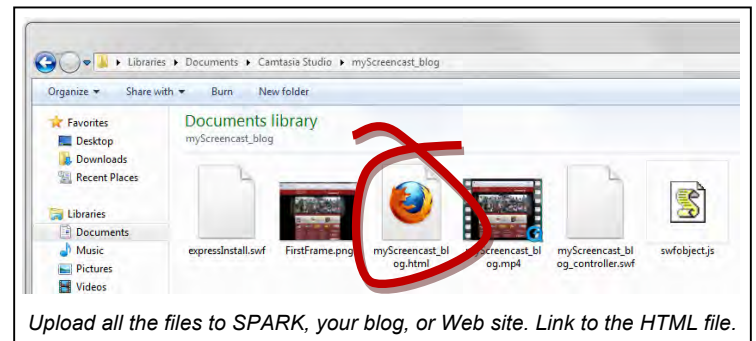 Libraries ▸ Documents ▸ Camtasia Studio ▸ myScreencast_blog
Organize Share with Burn New folder
Favorites
Desktop
Downloads
Recent Places
Libraries
Documents
Music
Pictures
Videos
Documents library
myScreencast_blog
expressInstall.swf
FirstFrame.png
myScreencast_bl
og.html
myScreencast_bl
og.mp4
myScreencast_bl
og_controller.swf
swfobject.js
Upload all the files to SPARK, your blog, or Web site. Link to the HTML file.